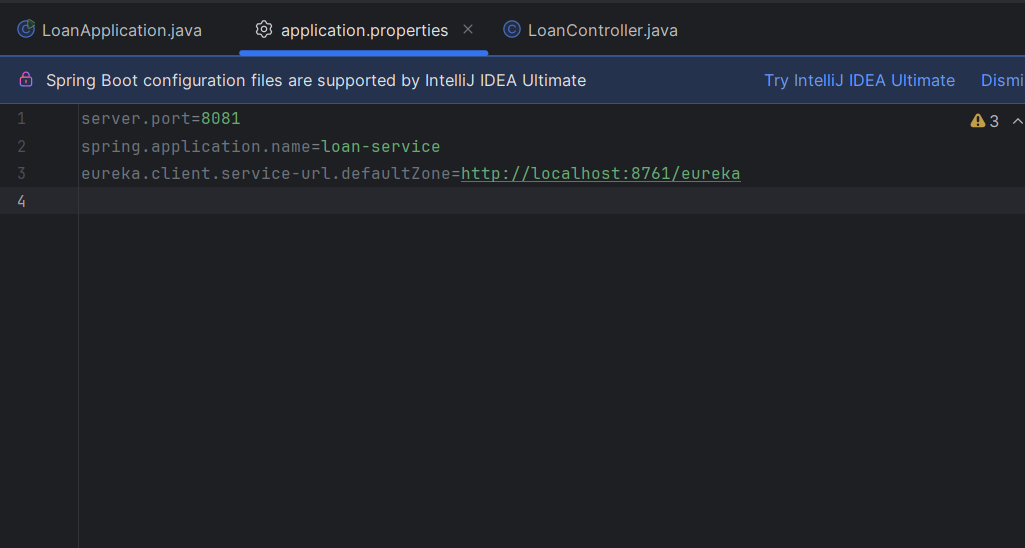 LoanApplication.java application.properties LoanController.java
Spring Boot configuration files are supported by IntelliJ IDEA Ultimate Try IntelliJ IDEA Ultimate Dismi
3
1 server.port=8081
2 spring.application.name=loan-service
3 eureka.client.service-url.defaultZone=http://localhost:8761/eureka
4